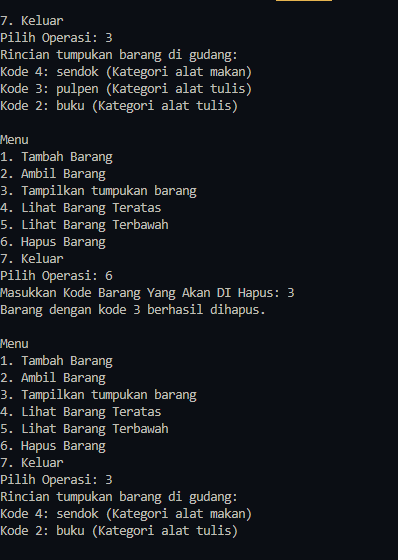 7. Keluar
Pilih Operasi: 3
Rincian tumpukan barang di gudang:
Kode 4: sendok (Kategori alat makan)
Kode 3: pulpen (Kategori alat tulis)
Kode 2: buku (Kategori alat tulis)

Menu
1. Tambah Barang
2. Ambil Barang
3. Tampilkan tumpukan barang
4. Lihat Barang Teratas
5. Lihat Barang Terbawah
6. Hapus Barang
7. Keluar
Pilih Operasi: 6
Masukkan Kode Barang Yang Akan DI Hapus: 3
Barang dengan kode 3 berhasil dihapus.

Menu
1. Tambah Barang
2. Ambil Barang
3. Tampilkan tumpukan barang
4. Lihat Barang Teratas
5. Lihat Barang Terbawah
6. Hapus Barang
7. Keluar
Pilih Operasi: 3
Rincian tumpukan barang di gudang:
Kode 4: sendok (Kategori alat makan)
Kode 2: buku (Kategori alat tulis)